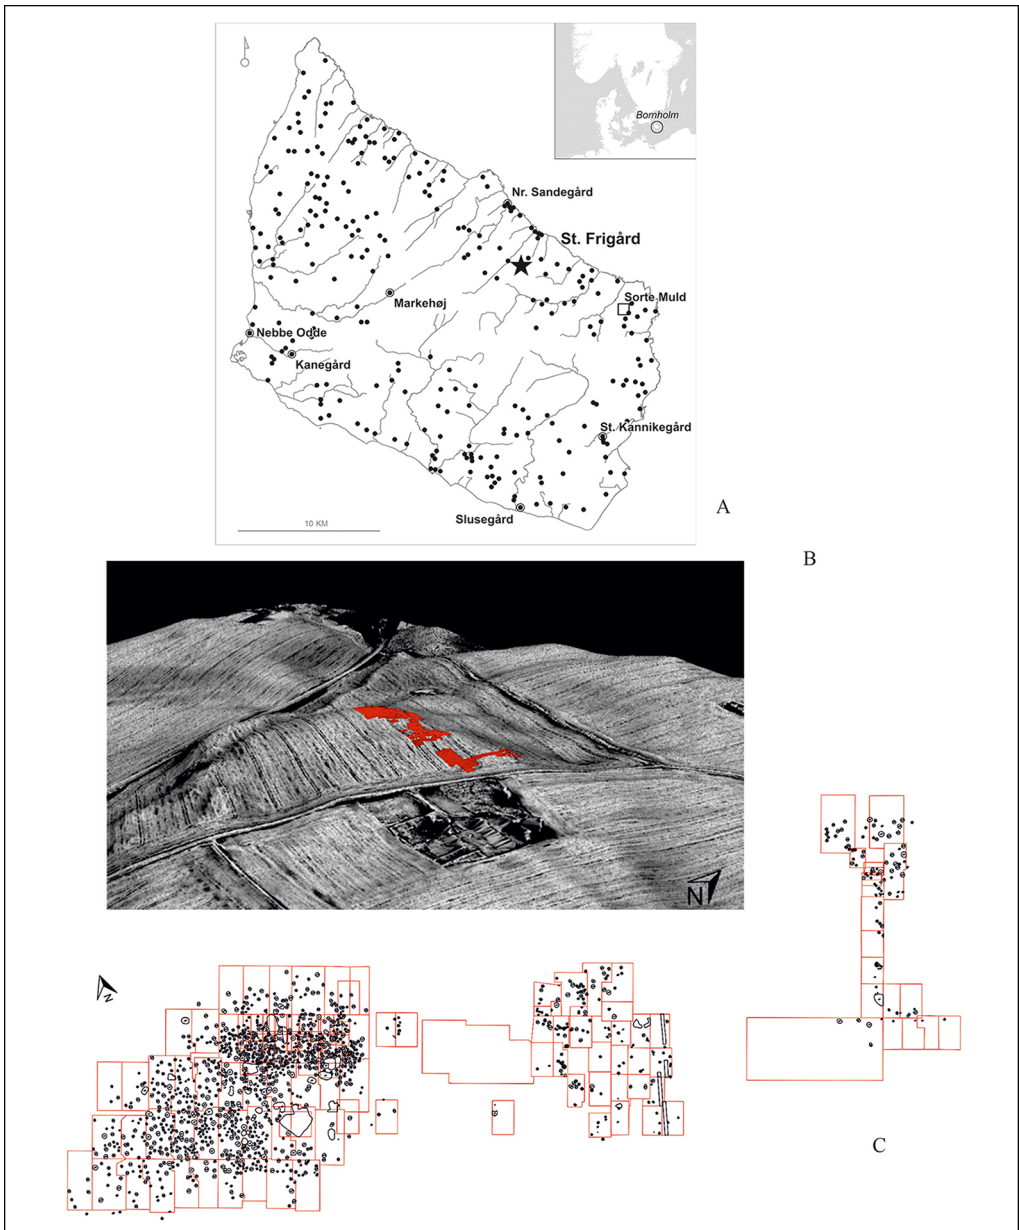 Bornholm
Nr. Sandegård
St. Frigård
Sorte Muld
Markehøj
Nebbe Odde
Kanegård
St. Kannikegård
Slusegård
10 KM
A
B
N
N
C